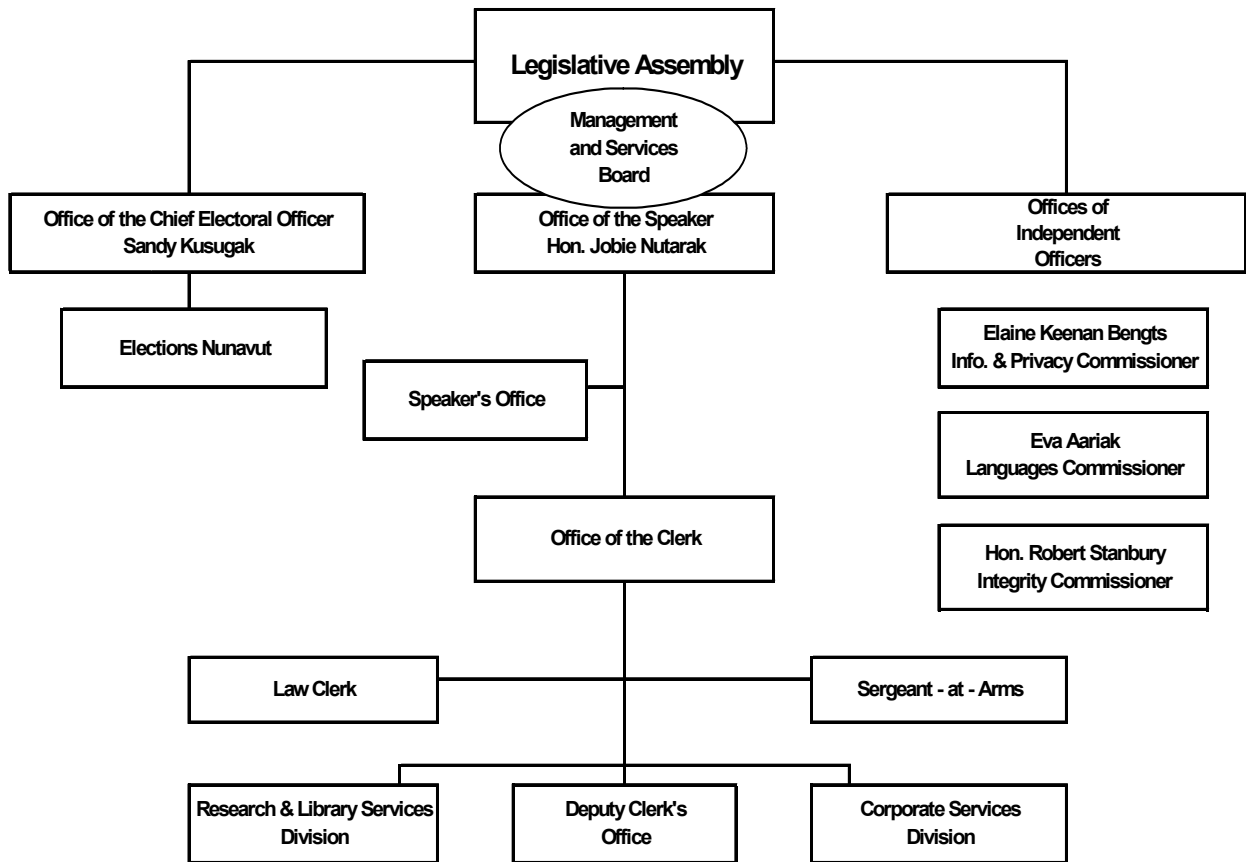 Legislative Assembly
Management
and Services
Board
Office of the Chief Electoral Officer
Sandy Kusugak
Office of the Speaker
Hon. Jobie Nutarak
Offices of
Independent
Officers
Elections Nunavut
Elaine Keenan Bengts
Info. & Privacy Commissioner
Speaker's Office
Eva Aariak
Languages Commissioner
Office of the Clerk
Hon. Robert Stanbury
Integrity Commissioner
Law Clerk
Sergeant - at - Arms
Research & Library Services
Division
Deputy Clerk's
Office
Corporate Services
Division